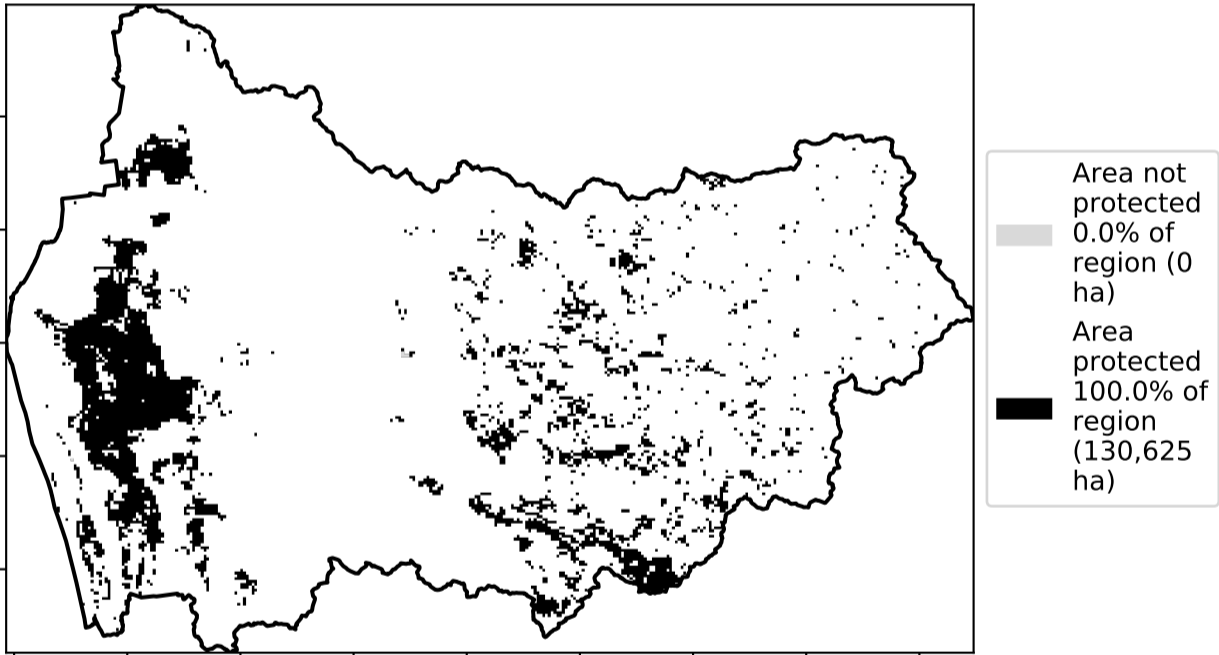 Area not
protected
0.0% of
region (0
ha)
Area
protected
100.0% of
region
(130,625
ha)